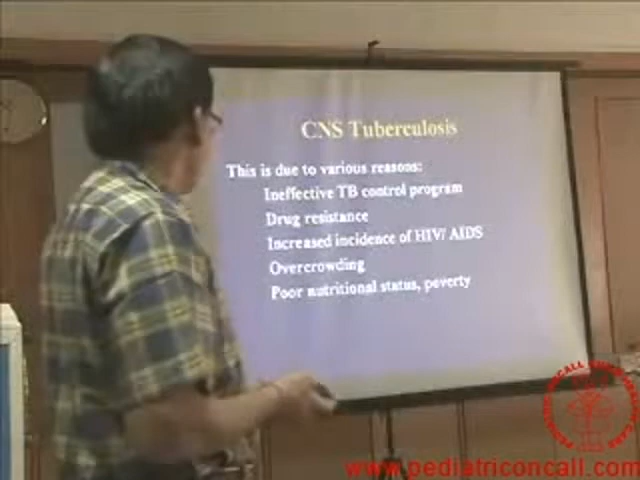 CNS Tuberculosis
This is due to various reasons:
Ineffective TB control program
Drug resistance
Increased incidence of HIV/ AIDS
Overcrowding
Poor nutritional status, poverty
www.pediatriconcall.com